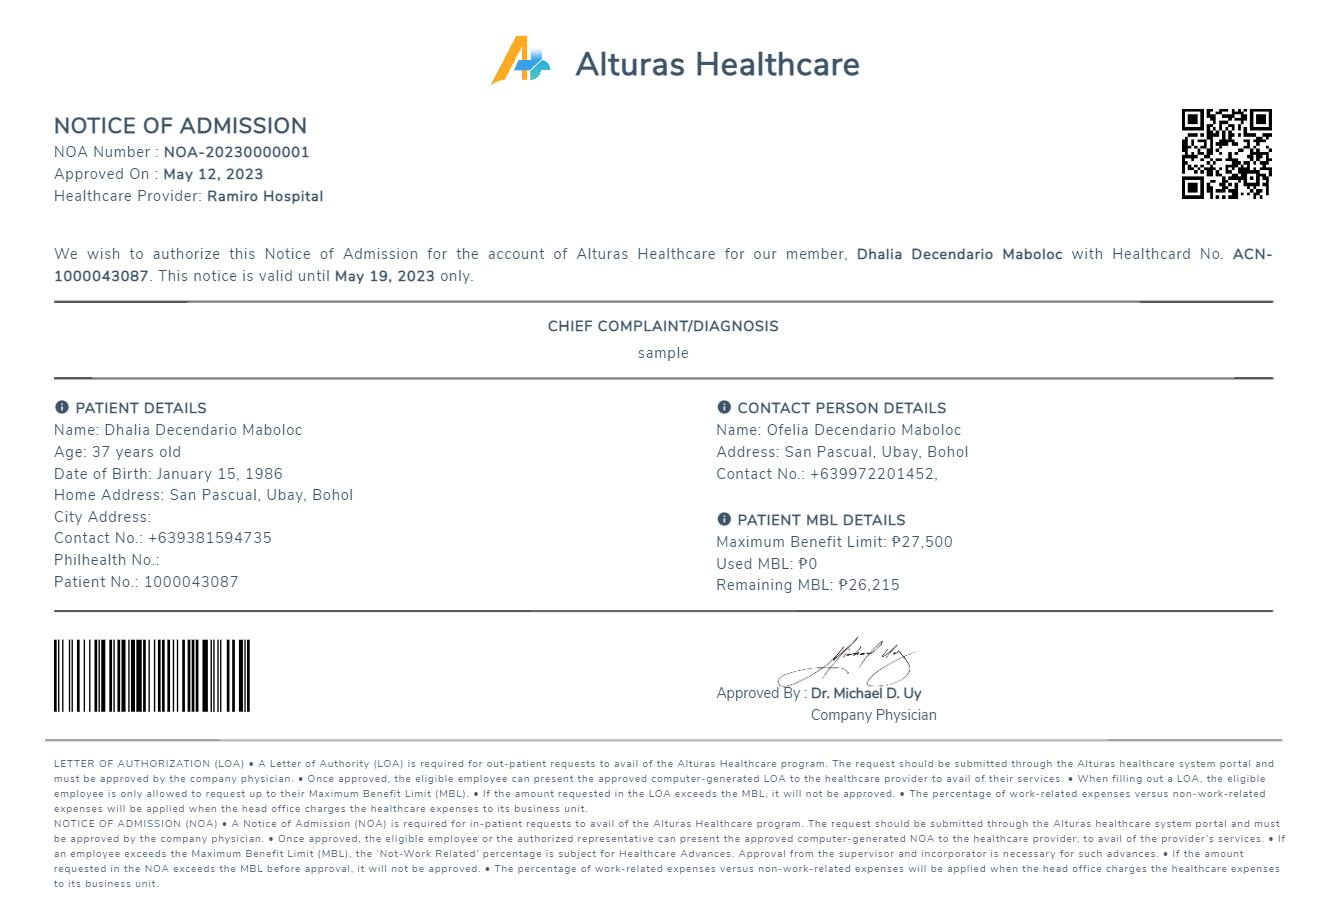 Alturas Healthcare
NOTICE OF ADMISSION
NOA Number : NOA-20230000001
Approved On : May 12, 2023
Healthcare Provider: Ramiro Hospital
We wish to authorize this Notice of Admission for the account of Alturas Healthcare for our member, Dhalia Decendario Maboloc with Healthcard No. ACN-
1000043087. This notice is valid until May 19, 2023 only.
CHIEF COMPLAINT/DIAGNOSIS
sample
PATIENT DETAILS
Name: Dhalia Decendario Maboloc
Age: 37 years old
Date of Birth: January 15, 1986
Home Address: San Pascual, Ubay, Bohol
City Address:
Contact No.: +639381594735
Philhealth No.:
Patient No.: 1000043087
CONTACT PERSON DETAILS
Name: Ofelia Decendario Maboloc
Address: San Pascual, Ubay, Bohol
Contact No.: +639972201452,
PATIENT MBL DETAILS
Maximum Benefit Limit: ₱27,500
Used MBL: ₱0
Remaining MBL: ₱26,215
Michael Uy
Approved By : Dr. Michael D. Uy
Company Physician
LETTER OF AUTHORIZATION (LOA) • A Letter of Authority (LOA) is required for out-patient requests to avail of the Alturas Healthcare program. The request should be submitted through the Alturas healthcare system portal and
must be approved by the company physician. • Once approved, the eligible employee can present the approved computer-generated LOA to the healthcare provider to avail of their services. • When filling out a LOA, the eligible
employee is only allowed to request up to their Maximum Benefit Limit (MBL). • If the amount requested in the LOA exceeds the MBL, it will not be approved. • The percentage of work-related expenses versus non-work-related
expenses will be applied when the head office charges the healthcare expenses to its business unit.
NOTICE OF ADMISSION (NOA) • A Notice of Admission (NOA) is required for in-patient requests to avail of the Alturas Healthcare program. The request should be submitted through the Alturas healthcare system portal and must
be approved by the company physician. • Once approved, the eligible employee or the authorized representative can present the approved computer-generated NOA to the healthcare provider, to avail of the provider's services. • If
an employee exceeds the Maximum Benefit Limit (MBL), the 'Not-Work Related' percentage is subject for Healthcare Advances. Approval from the supervisor and incorporator is necessary for such advances. • If the amount
requested in the NOA exceeds the MBL before approval, it will not be approved. • The percentage of work-related expenses versus non-work-related expenses will be applied when the head office charges the healthcare expenses
to its business unit.